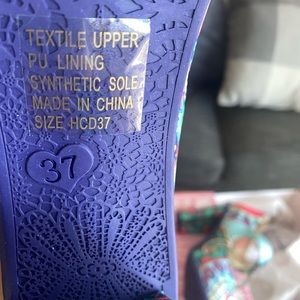 TEXTILE UPPER
PU LINING
SYNTHETIC SOLE
MADE IN CHINA
SIZE HCD37
37